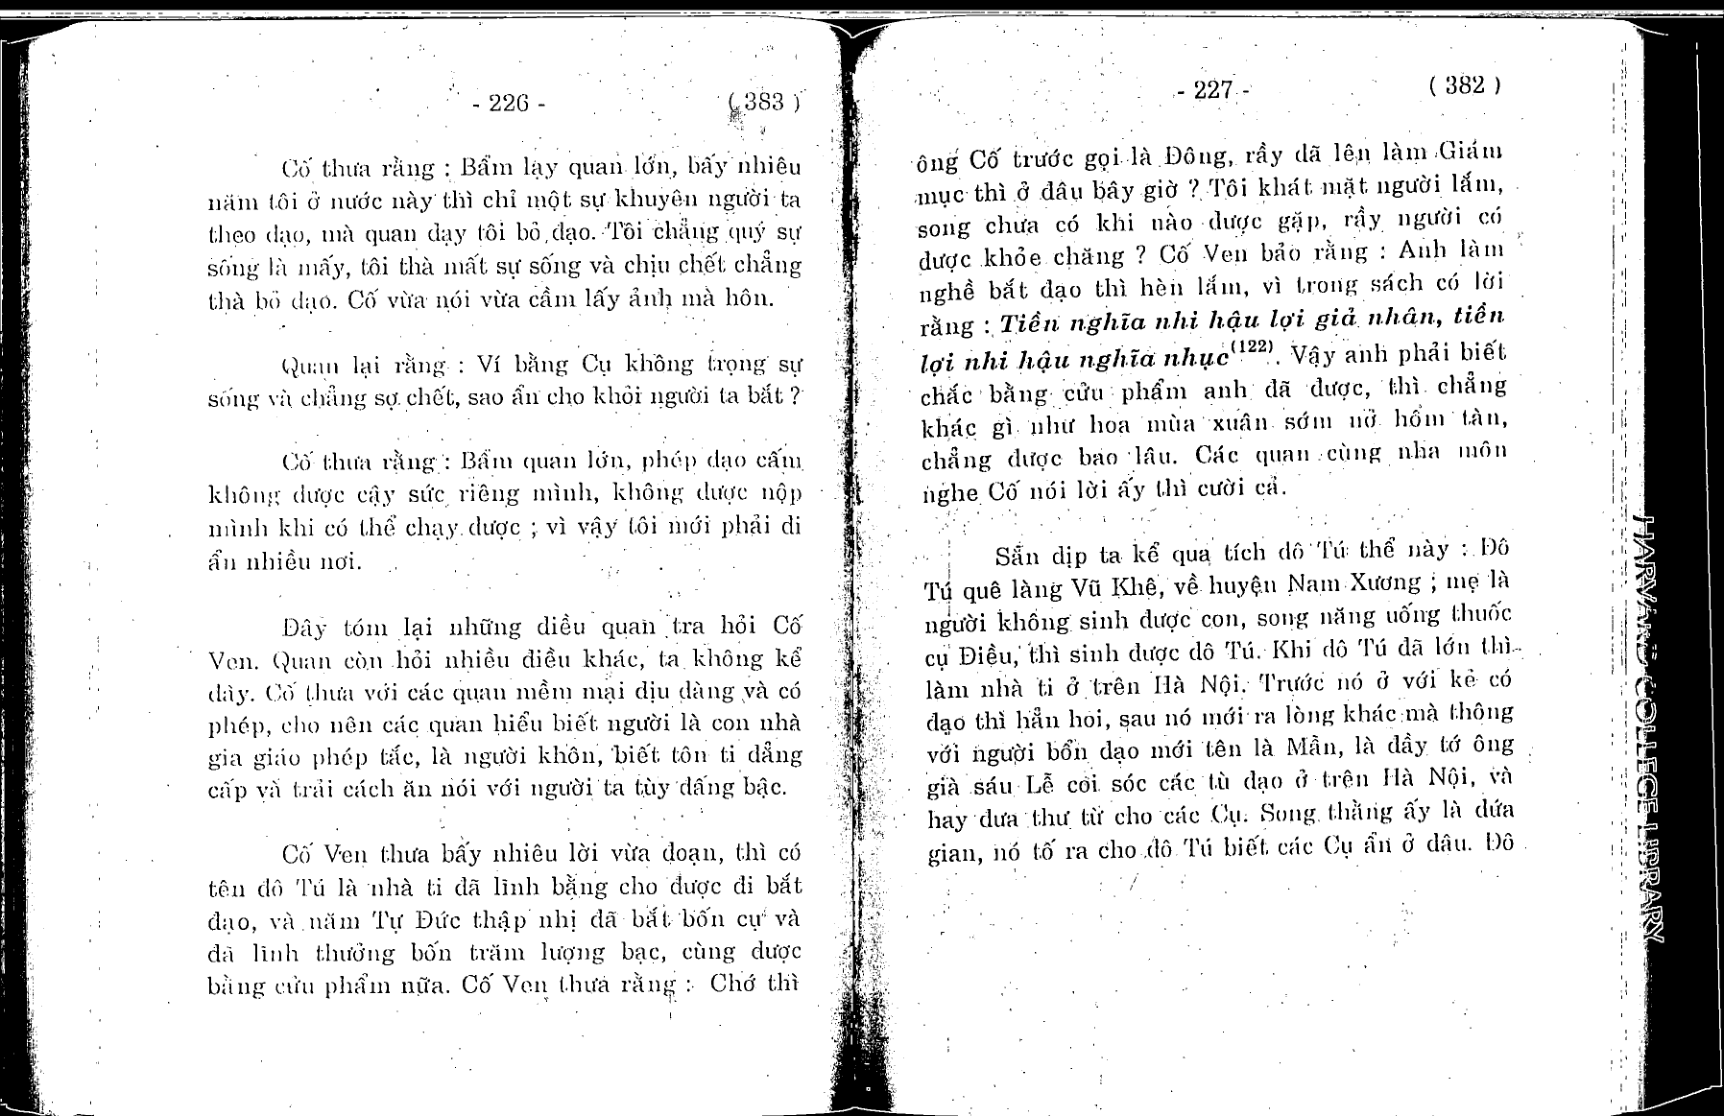 - 226 -
( 383 )
Cố thưa rằng : Bẩm lạy quan lớn, bấy nhiêu
năm tôi ở nước này thì chỉ một sự khuyên người ta
theo đạo, mà quan dạy tôi bỏ đạo. Tôi chẳng quý sự
sống là mấy, tôi thà mất sự sống và chịu chết chẳng
thà bỏ đạo. Cố vừa nói vừa cầm lấy ảnh mà hôn.
Quan lại rằng : Ví bằng Cụ không trọng sự
sống và chẳng sợ chết, sao ẩn cho khỏi người ta bắt ?
Cố thưa rằng : Bẩm quan lớn, phép đạo cấm
không được cậy sức riêng mình, không được nộp
mình khi có thể chạy được ; vì vậy tôi mới phải đi
ẩn nhiều nơi.
Đây tóm lại những điều quan tra hỏi Cố
Ven. Quan còn hỏi nhiều điều khác, ta không kể
đây. Cố thưa với các quan mềm mại dịu dàng và có
phép, cho nên các quan hiểu biết người là con nhà
gia giáo phép tắc, là người khôn, biết tôn ti đẳng
cấp và trải cách ăn nói với người ta tùy đấng bậc.
Cố Ven thưa bấy nhiêu lời vừa đoạn, thì có
tên đô Tú là nhà ti đã lĩnh bằng cho được đi bắt
đạo, và năm Tự Đức thập nhị đã bắt bốn cụ và
đã lĩnh thưởng bốn trăm lượng bạc, cùng được
bằng cửu phẩm nữa. Cố Ven thưa rằng : Chớ thì
- 227 -
( 382 )
ông Cố trước gọi là Đông, rầy đã lên làm Giám
mục thì ở đâu bây giờ ? Tôi khát mặt người lắm,
song chưa có khi nào được gặp, rầy người có
được khỏe chăng ? Cố Ven bảo rằng : Anh làm
nghề bắt đạo thì hèn lắm, vì trong sách có lời
rằng : Tiền nghĩa nhi hậu lợi giả nhân, tiền
lợi nhi hậu nghĩa nhục(122). Vậy anh phải biết
chắc bằng cửu phẩm anh đã được, thì chẳng
khác gì như hoa mùa xuân sớm nở hôm tàn,
chẳng được bao lâu. Các quan cùng nha môn
nghe Cố nói lời ấy thì cười cả.
Sẵn dịp ta kể qua tích đô Tú thể này : Đô
Tú quê làng Vũ Khê, về huyện Nam Xương ; mẹ là
người không sinh được con, song năng uống thuốc
cụ Điều, thì sinh được đô Tú. Khi đô Tú đã lớn thì
làm nhà ti ở trên Hà Nội. Trước nó ở với kẻ có
đạo thì hẳn hoi, sau nó mới ra lòng khác mà thông
với người bổn đạo mới tên là Mần, là đầy tớ ông
già sáu Lễ coi sóc các tù đạo ở trên Hà Nội, và
hay đưa thư từ cho các Cụ. Song thằng ấy là đứa
gian, nó tố ra cho đô Tú biết các Cụ ẩn ở đâu. Đô
HARVARD COLLEGE LIBRARY